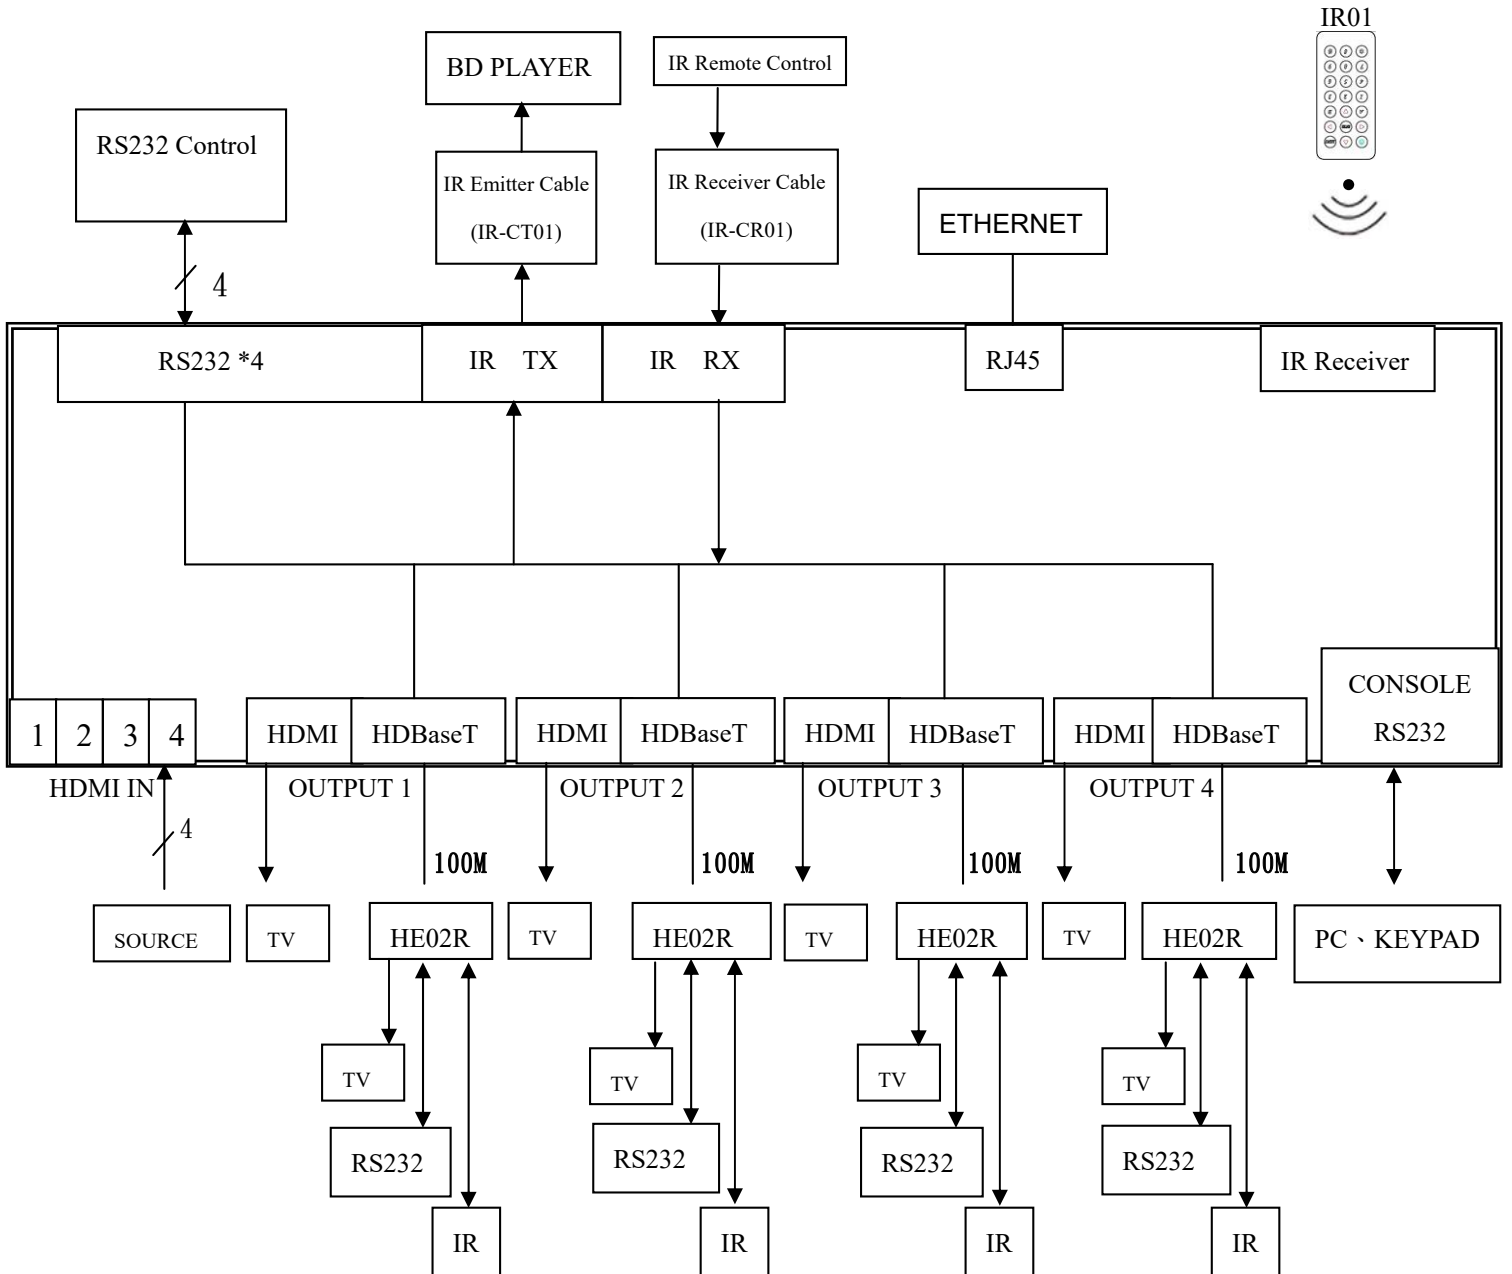 IR01
BD PLAYER
IR Remote Control
RS232 Control
IR Emitter Cable
(IR-CT01)
IR Receiver Cable
(IR-CR01)
ETHERNET
4
RS232 *4
IR TX
IR RX
RJ45
IR Receiver
CONSOLE
RS232
1 2 3 4
HDMI HDBaseT
HDMI HDBaseT
HDMI HDBaseT
HDMI HDBaseT
HDMI IN
OUTPUT 1
OUTPUT 2
OUTPUT 3
OUTPUT 4
4
100M
100M
100M
100M
SOURCE
TV
HE02R
TV
HE02R
TV
HE02R
TV
HE02R
PC、KEYPAD
TV
TV
TV
TV
RS232
RS232
RS232
RS232
IR
IR
IR
IR